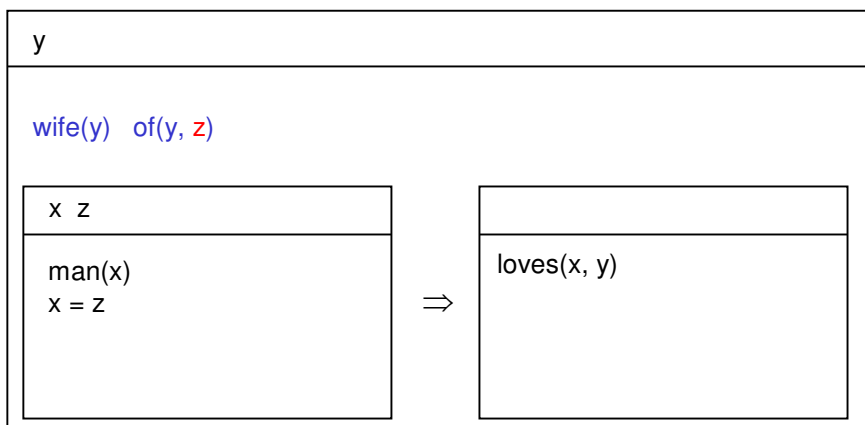 y
wife(y) of(y, z)
x z
man(x)
x = z
⇒
loves(x, y)